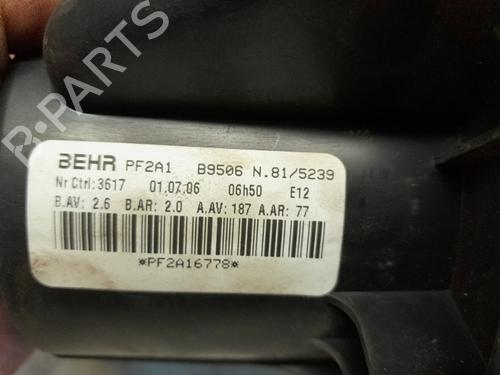 BEHR PF2A1 B9506 N.81/5239
Nr Ctrl:3617 01.07.06 06h50 E12
B.AV: 2.6 B.AR: 2.0 A.AV: 187 A.AR: 77
*PF2A16778*
B-PARTS